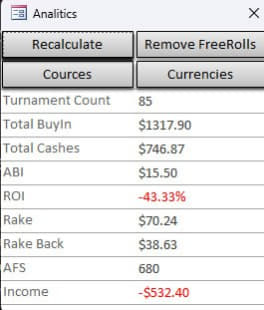 Analitics
Recalculate Remove FreeRolls
Cources Currencies
Turnament Count 85
Total BuyIn $1317.90
Total Cashes $746.87
ABI $15.50
ROI -43.33%
Rake $70.24
Rake Back $38.63
AFS 680
Income -$532.40